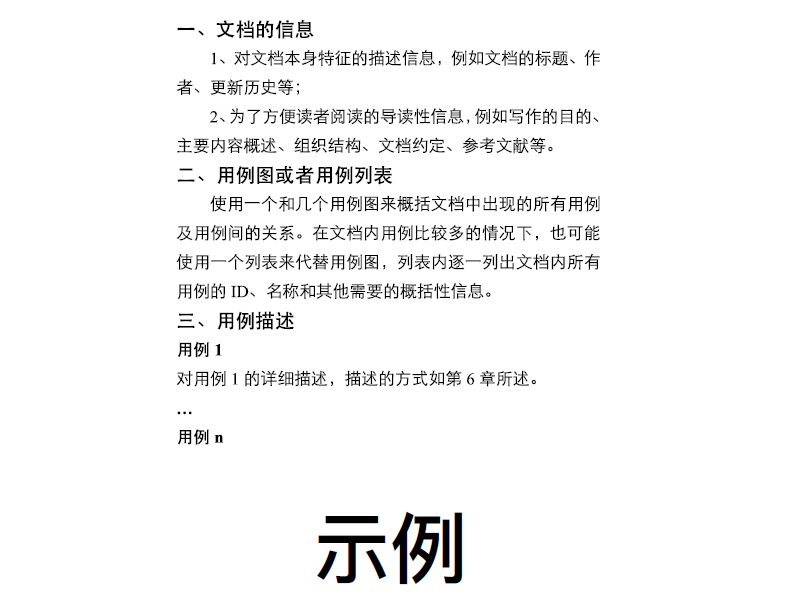 一、文档的信息
1、对文档本身特征的描述信息，例如文档的标题、作
者、更新历史等；
2、为了方便读者阅读的导读性信息，例如写作的目的、
主要内容概述、组织结构、文档约定、参考文献等。
二、用例图或者用例列表
使用一个和几个用例图来概括文档中出现的所有用例
及用例间的关系。在文档内用例比较多的情况下，也可能
使用一个列表来代替用例图，列表内逐一列出文档内所有
用例的 ID、名称和其他需要的概括性信息。
三、用例描述
用例 1
对用例 1 的详细描述，描述的方式如第 6 章所述。
…
用例 n
示例